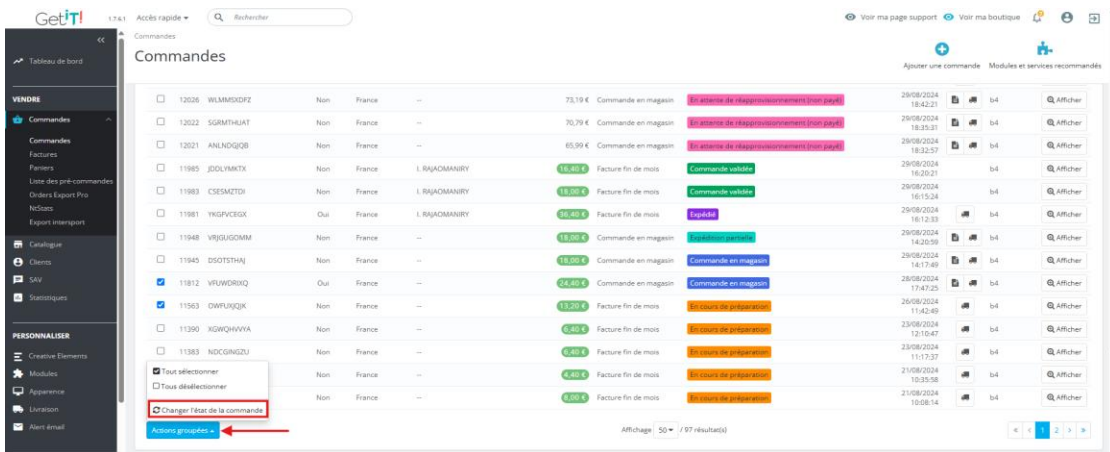 GetIT! 1.7.6.1 Accès rapide Rechercher Voir ma page support Voir ma boutique
Commandes
Commandes
Ajouter une commande Modules et services recommandés
Tableau de bord
VENDRE
Commandes
Commandes
Factures
Paniers
Liste des pré-commandes
Orders Export Pro
NtStats
Export intersport
Catalogue
Clients
SAV
Statistiques
PERSONNALISER
Creative Elements
Modules
Apparence
Livraison
Alert émail
12026 WLMMSXDFZ Non France -- 73,19 € Commande en magasin En attente de réapprovisionnement (non payé) 29/08/2024 18:42:21 b4 Afficher
12022 SGRMTHUAT Non France -- 70,79 € Commande en magasin En attente de réapprovisionnement (non payé) 29/08/2024 18:35:31 b4 Afficher
12021 ANLNDGJQB Non France -- 65,99 € Commande en magasin En attente de réapprovisionnement (non payé) 29/08/2024 18:32:57 b4 Afficher
11985 JDDLYMKTX Non France I. RAJAOMANIRY 16,40 € Facture fin de mois Commande validée 29/08/2024 16:20:21 b4 Afficher
11983 CSESMZTDI Non France I. RAJAOMANIRY 18,00 € Facture fin de mois Commande validée 29/08/2024 16:15:24 b4 Afficher
11981 YKGFVCEGX Oui France I. RAJAOMANIRY 36,40 € Facture fin de mois Expédié 29/08/2024 16:12:33 b4 Afficher
11948 VRJGUGOMM Non France -- 18,00 € Commande en magasin Expédition partielle 29/08/2024 14:20:59 b4 Afficher
11945 DSOTSTHAJ Non France -- 18,00 € Commande en magasin Commande en magasin 29/08/2024 14:17:49 b4 Afficher
11812 VFUWDRIXQ Oui France -- 24,40 € Commande en magasin Commande en magasin 28/08/2024 17:47:25 b4 Afficher
11563 OWFUXJQJK Non France -- 13,20 € Facture fin de mois En cours de préparation 26/08/2024 11:42:49 b4 Afficher
11390 XGWQHVVYA Non France -- 6,40 € Facture fin de mois En cours de préparation 23/08/2024 12:10:47 b4 Afficher
11383 NDCGINGZU Non France -- 6,40 € Facture fin de mois En cours de préparation 23/08/2024 11:17:37 b4 Afficher
Tout sélectionner Non France -- 4,40 € Facture fin de mois En cours de préparation 21/08/2024 10:35:58 b4 Afficher
Tous désélectionner
Non France -- 8,00 € Facture fin de mois En cours de préparation 21/08/2024 10:08:14 b4 Afficher
Changer l'état de la commande
Actions groupées Affichage 50 / 97 résultat(s) « < 1 2 > »